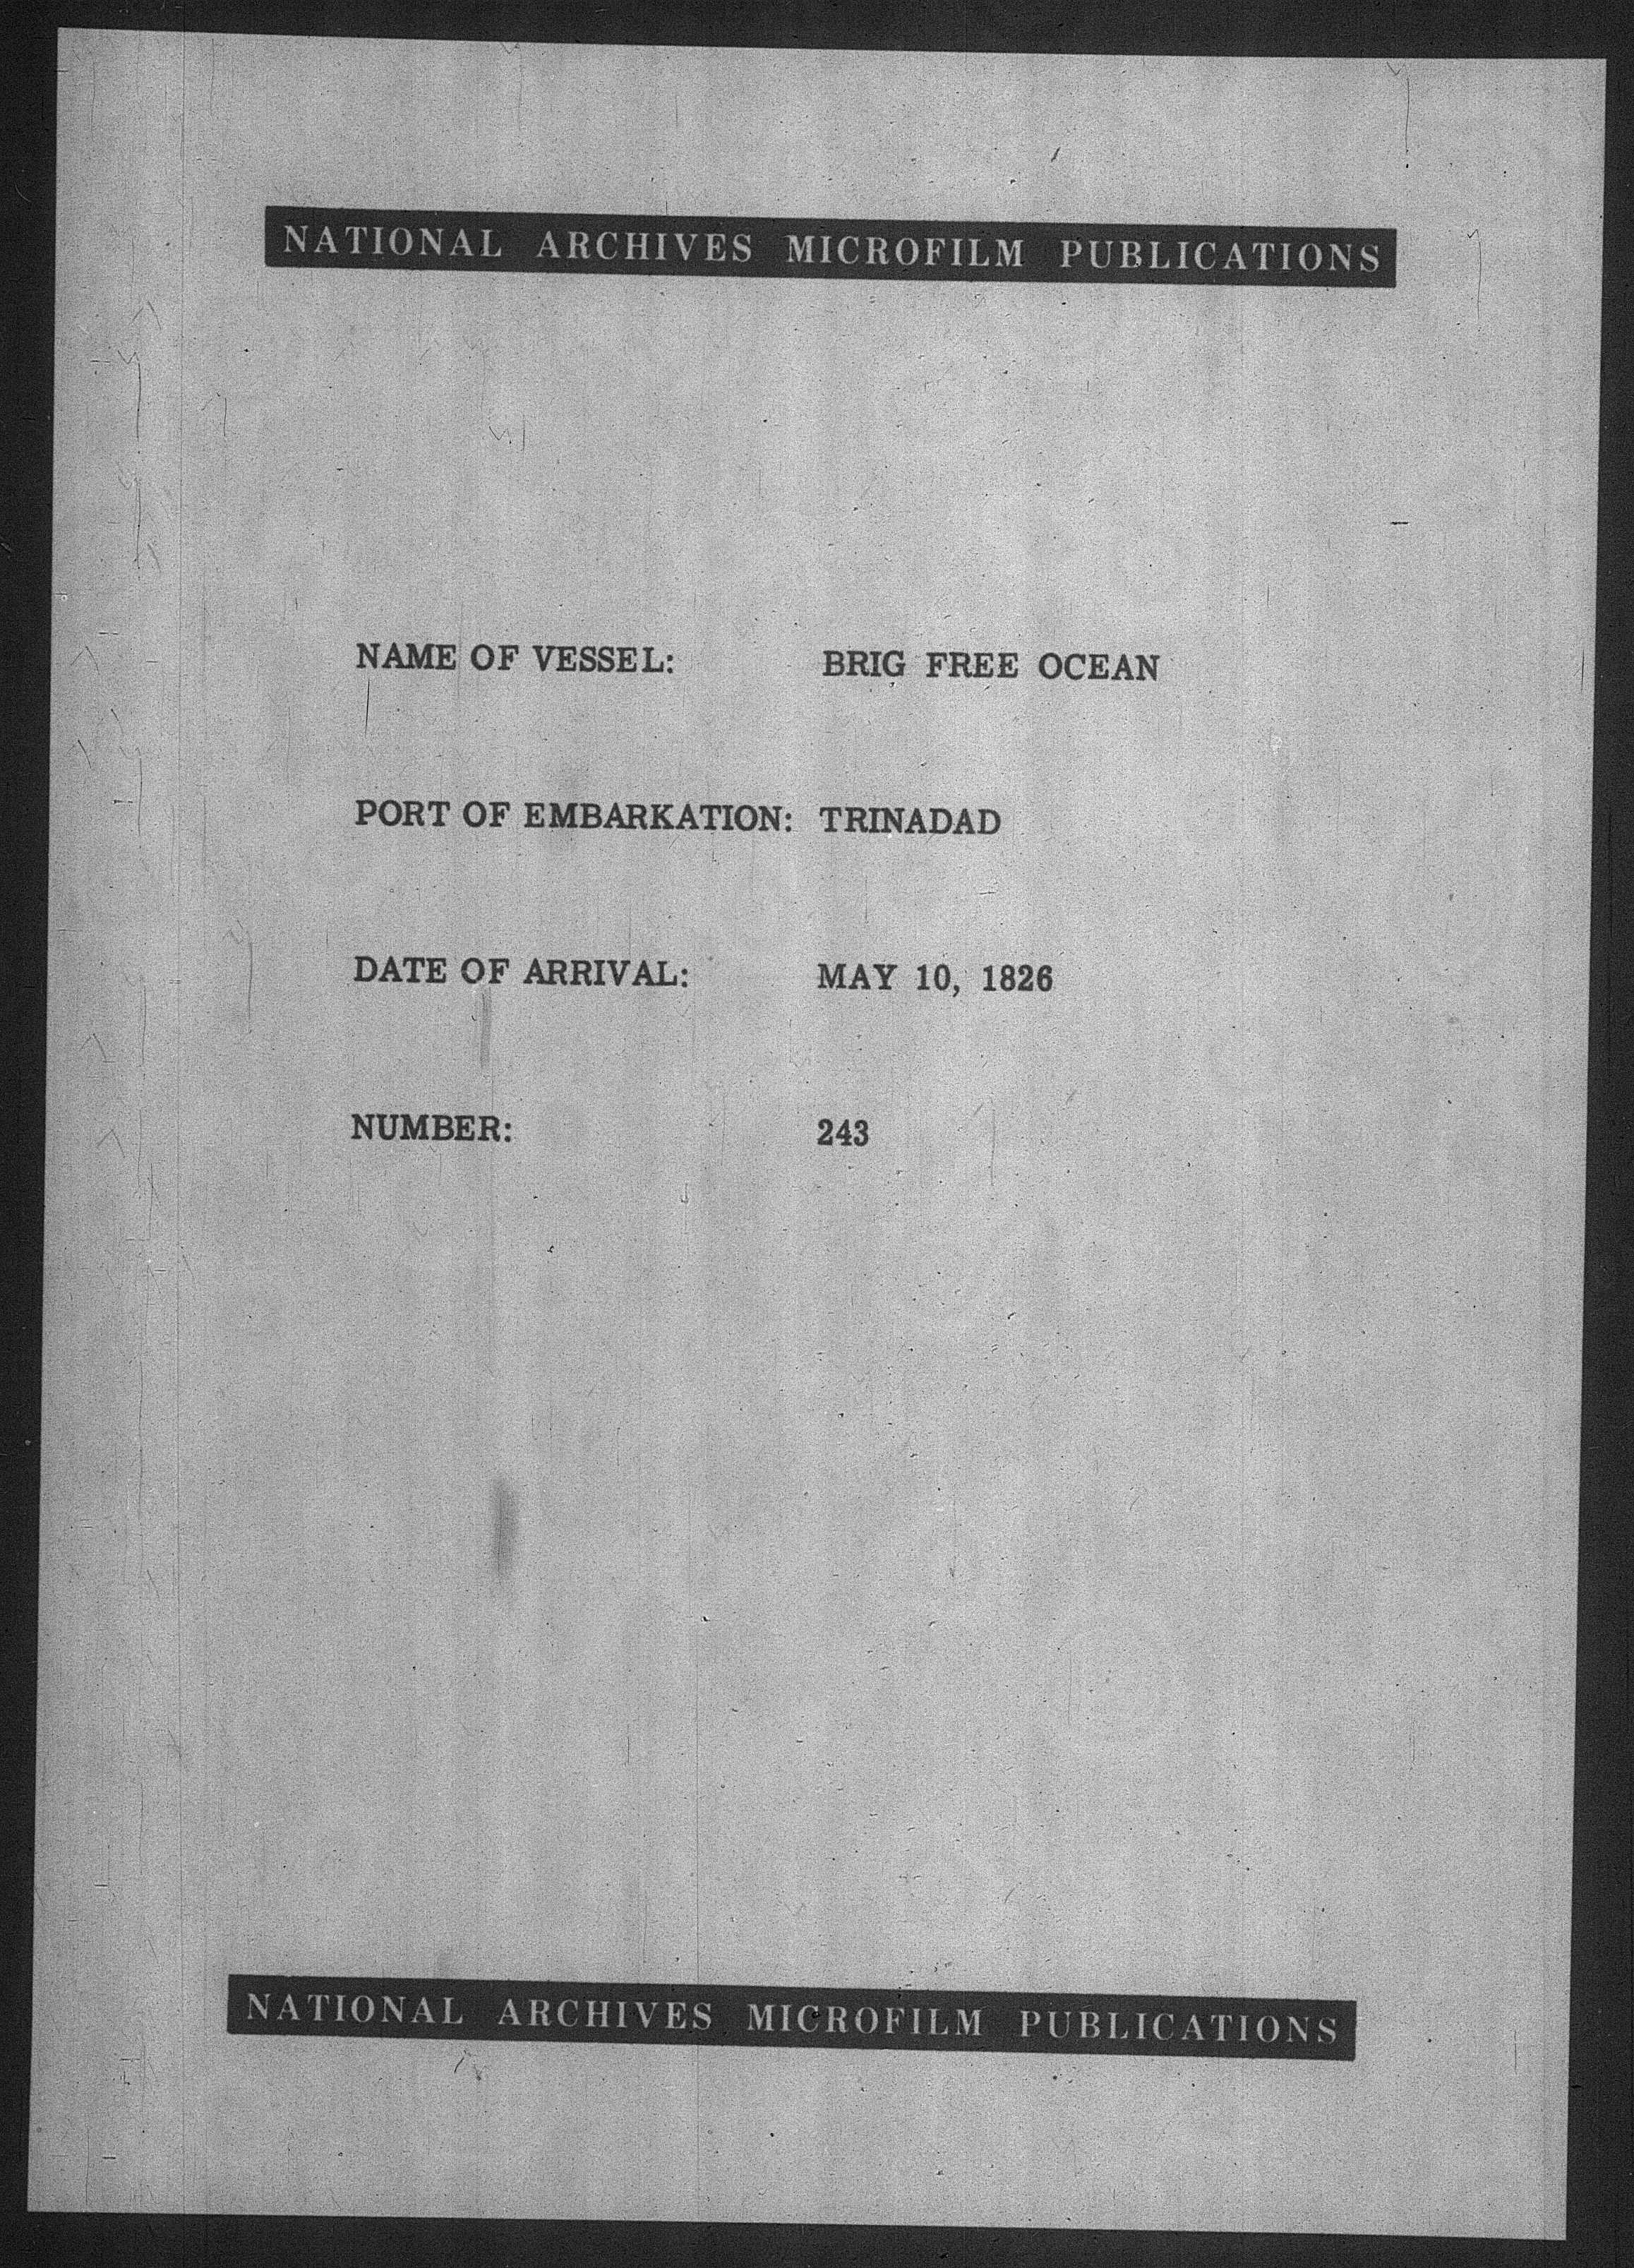 NATIONAL ARCHIVES MICROFILM PUBLICATIONS
NAME OF VESSEL: BRIG FREE OCEAN
PORT OF EMBARKATION: TRINADAD
DATE OF ARRIVAL: MAY 10, 1826
NUMBER: 243
NATIONAL ARCHIVES MICROFILM PUBLICATIONS